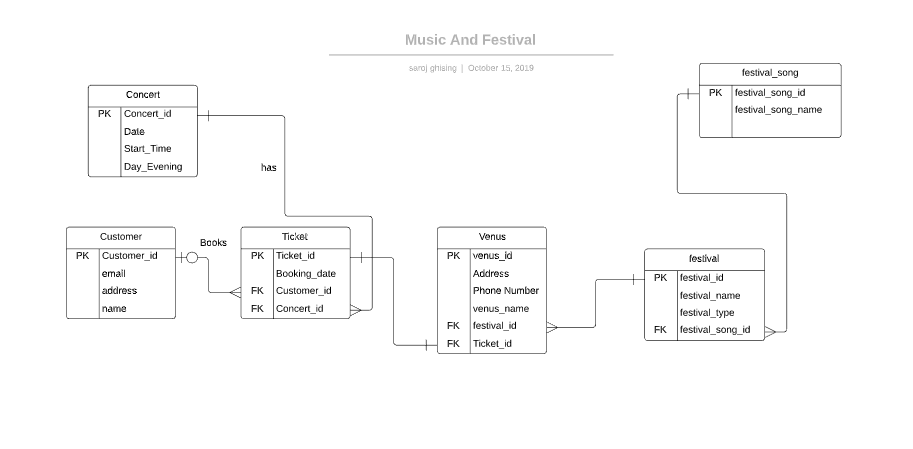 Music And Festival
saroj ghising | October 15, 2019
festival_song
PK festival_song_id
festival_song_name
Concert
PK Concert_id
Date
Start_Time
Day_Evening
has
Customer
PK Customer_id
email
address
name
Books
Ticket
PK Ticket_id
Booking_date
FK Customer_id
FK Concert_id
Venus
PK venus_id
Address
Phone Number
venus_name
FK festival_id
FK Ticket_id
festival
PK festival_id
festival_name
festival_type
FK festival_song_id